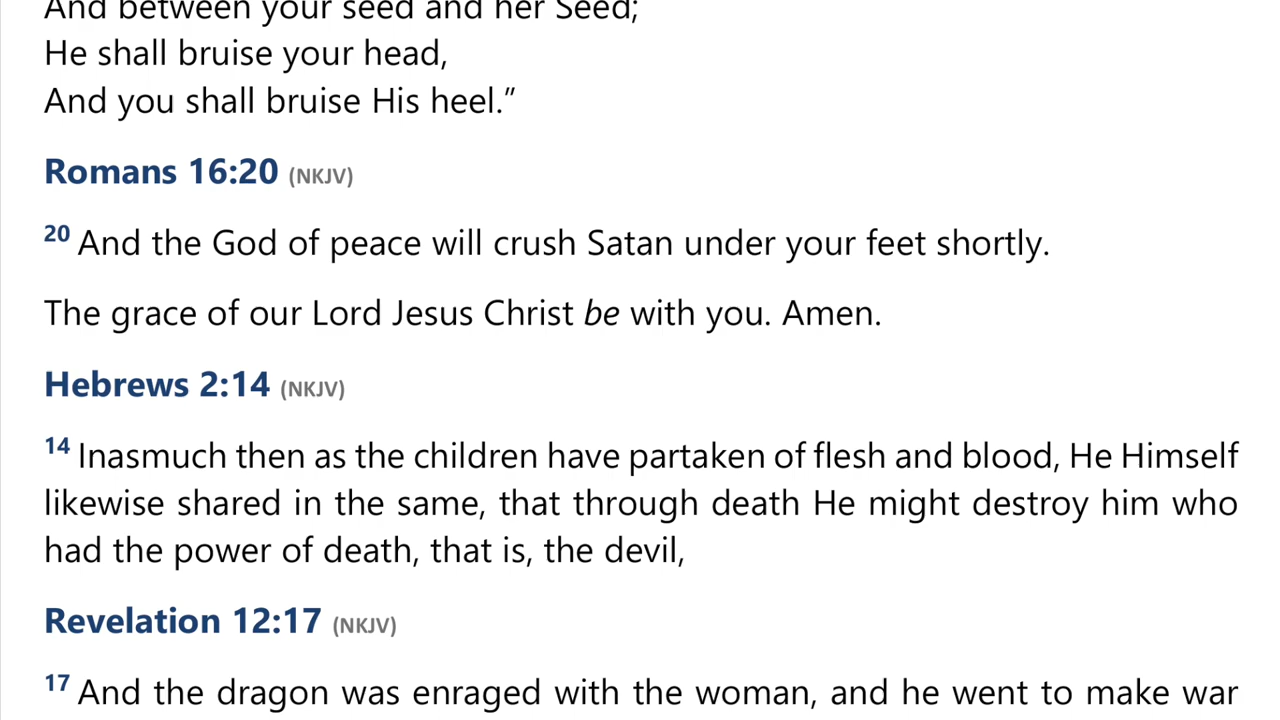 And between your seed and her Seed;
He shall bruise your head,
And you shall bruise His heel.”
Romans 16:20 (NKJV)
20 And the God of peace will crush Satan under your feet shortly.
The grace of our Lord Jesus Christ be with you. Amen.
Hebrews 2:14 (NKJV)
14 Inasmuch then as the children have partaken of flesh and blood, He Himself
likewise shared in the same, that through death He might destroy him who
had the power of death, that is, the devil,
Revelation 12:17 (NKJV)
17 And the dragon was enraged with the woman, and he went to make war